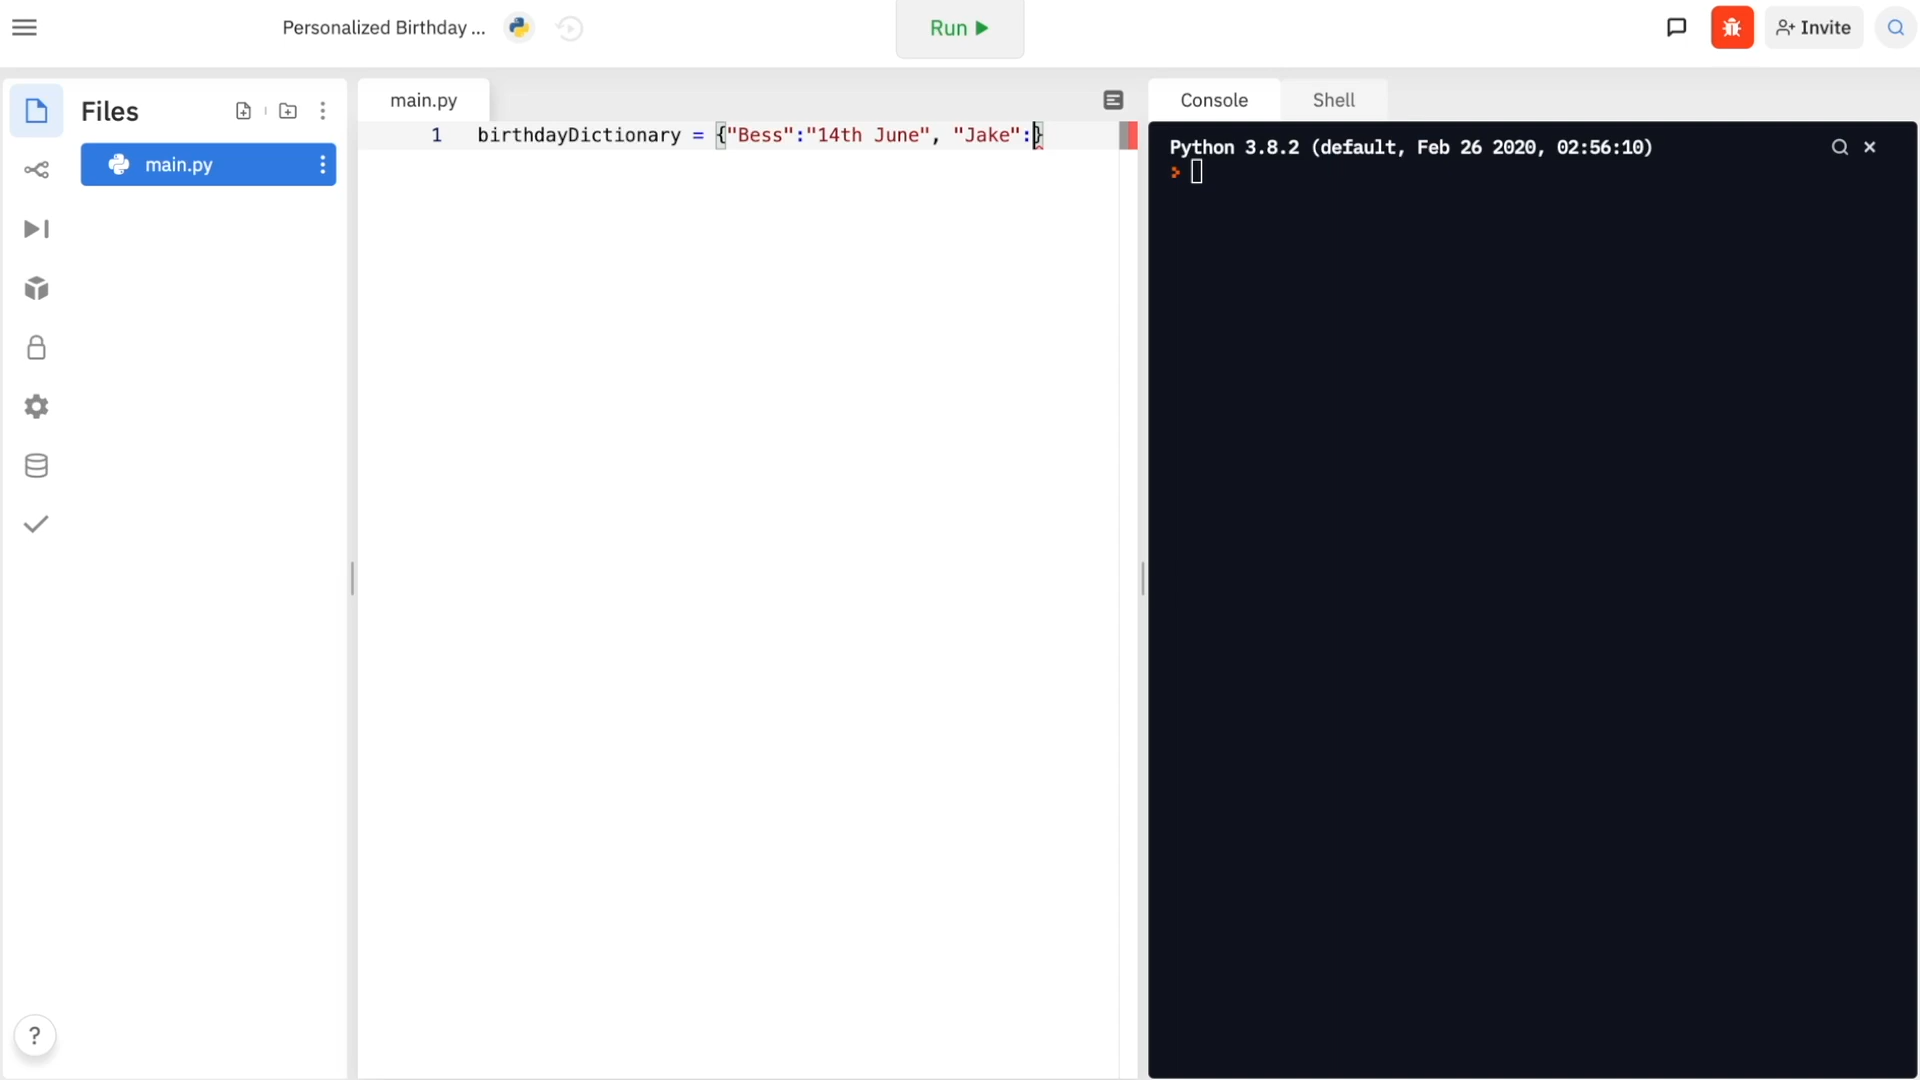 Personalized Birthday ...
Run
Invite
Files
main.py
main.py
1 birthdayDictionary = {"Bess":"14th June", "Jake":}
Console
Shell
Python 3.8.2 (default, Feb 26 2020, 02:56:10)
?